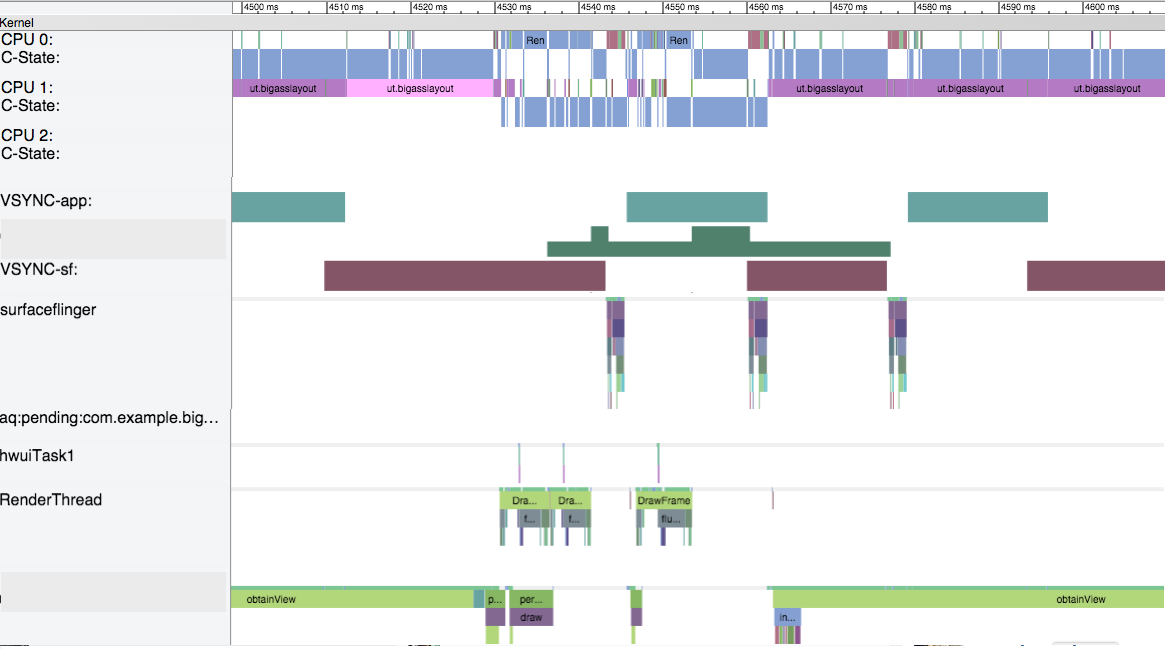 4500 ms 4510 ms 4520 ms 4530 ms 4540 ms 4550 ms 4560 ms 4570 ms 4580 ms 4590 ms 4600 ms
Kernel
CPU 0: Ren Ren
C-State:
CPU 1: ut.bigasslayout ut.bigasslayout ut.bigasslayout ut.bigasslayout ut.bigasslayout
C-State:
CPU 2:
C-State:
VSYNC-app:
VSYNC-sf:
surfaceflinger
aq:pending:com.example.big...
hwuiTask1
RenderThread Dra... Dra... DrawFrame
f... f... flu...
obtainView p... per... obtainView
draw in...